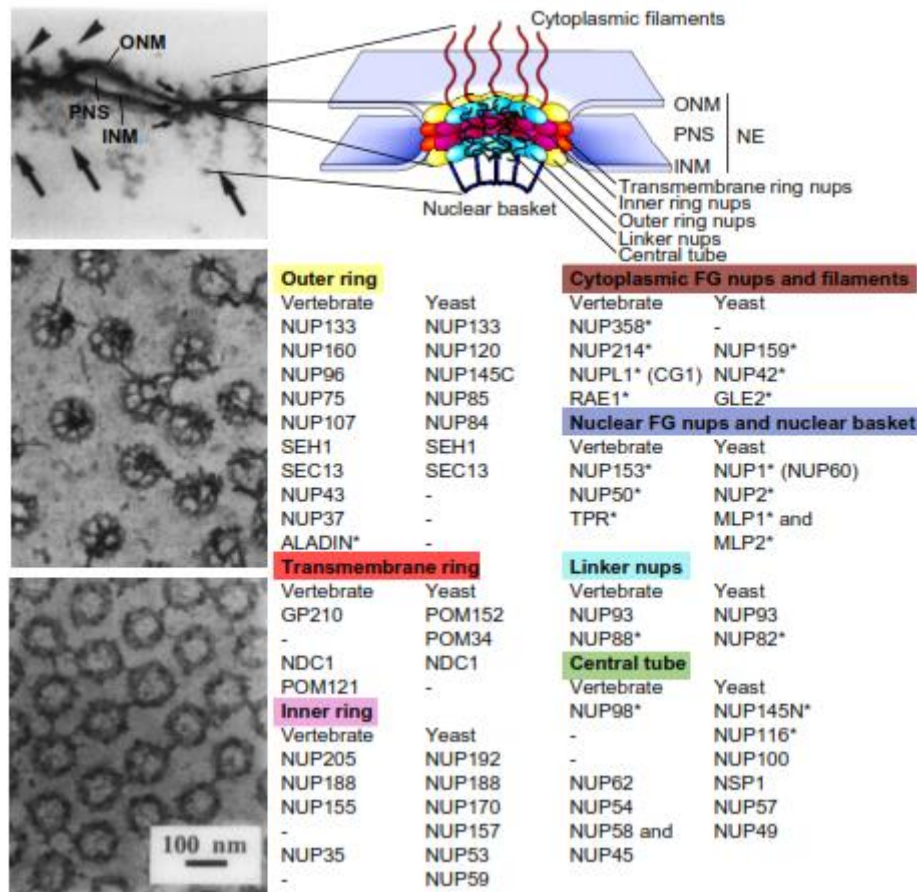 Cytoplasmic filaments
ONM
PNS
INM
ONM
PNS
INM
NE
Transmembrane ring nups
Inner ring nups
Outer ring nups
Linker nups
Central tube
Nuclear basket
Outer ring
Vertebrate Yeast
NUP133 NUP133
NUP160 NUP120
NUP96 NUP145C
NUP75 NUP85
NUP107 NUP84
SEH1 SEH1
SEC13 SEC13
NUP43 -
NUP37 -
ALADIN* -
Transmembrane ring
Vertebrate Yeast
GP210 POM152
- POM34
NDC1 NDC1
POM121 -
Inner ring
Vertebrate Yeast
NUP205 NUP192
NUP188 NUP188
NUP155 NUP170
- NUP157
NUP35 NUP53
- NUP59
Cytoplasmic FG nups and filaments
Vertebrate Yeast
NUP358* -
NUP214* NUP159*
NUPL1* (CG1) NUP42*
RAE1* GLE2*
Nuclear FG nups and nuclear basket
Vertebrate Yeast
NUP153* NUP1* (NUP60)
NUP50* NUP2*
TPR* MLP1* and
MLP2*
Linker nups
Vertebrate Yeast
NUP93 NUP93
NUP88* NUP82*
Central tube
Vertebrate Yeast
NUP98* NUP145N*
- NUP116*
- NUP100
NUP62 NSP1
NUP54 NUP57
NUP58 and NUP49
NUP45
100 nm